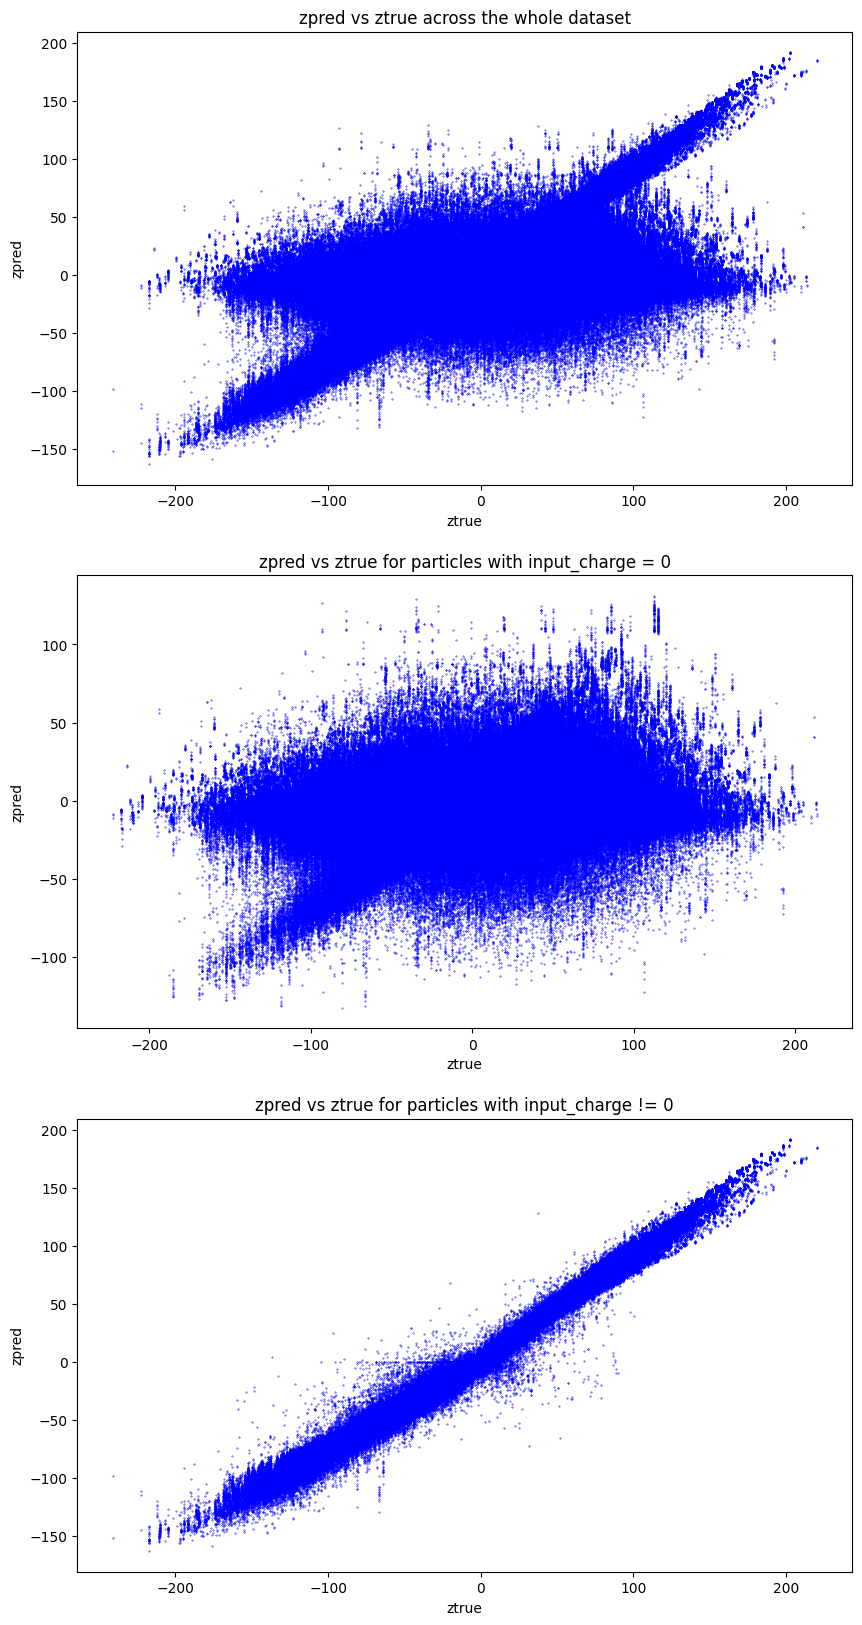 zpred vs ztrue across the whole dataset
200
150
100
50
0
−50
−100
−150
zpred
−200 −100 0 100 200
ztrue
zpred vs ztrue for particles with input_charge = 0
100
50
0
−50
−100
zpred
−200 −100 0 100 200
ztrue
zpred vs ztrue for particles with input_charge != 0
200
150
100
50
0
−50
−100
−150
zpred
−200 −100 0 100 200
ztrue